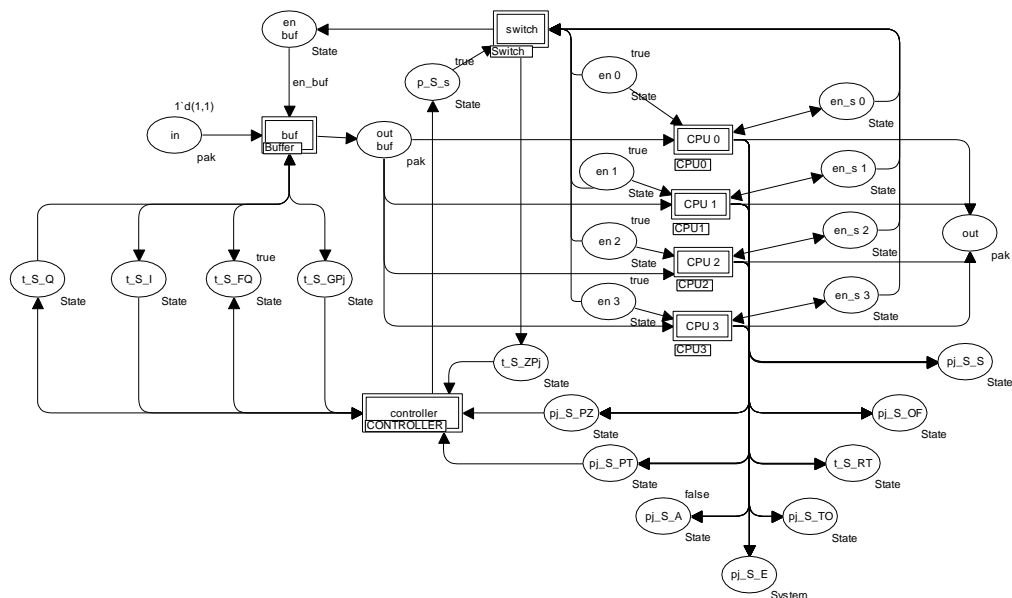 en
buf
State
switch
Switch
true
p_S_s
State
true
en 0
State
en_s 0
State
en_buf
1`d(1,1)
in
pak
buf
Buffer
out
buf
pak
CPU 0
CPU0
true
en 1
State
en_s 1
State
CPU 1
CPU1
true
en 2
State
en_s 2
State
CPU 2
CPU2
out
pak
true
en 3
State
en_s 3
State
CPU 3
CPU3
t_S_Q
State
t_S_I
State
true
t_S_FQ
State
t_S_GPj
State
t_S_ZPj
State
pj_S_S
State
controller
CONTROLLER
pj_S_PZ
State
pj_S_OF
State
pj_S_PT
State
t_S_RT
State
false
pj_S_A
State
pj_S_TO
State
pj_S_E
System